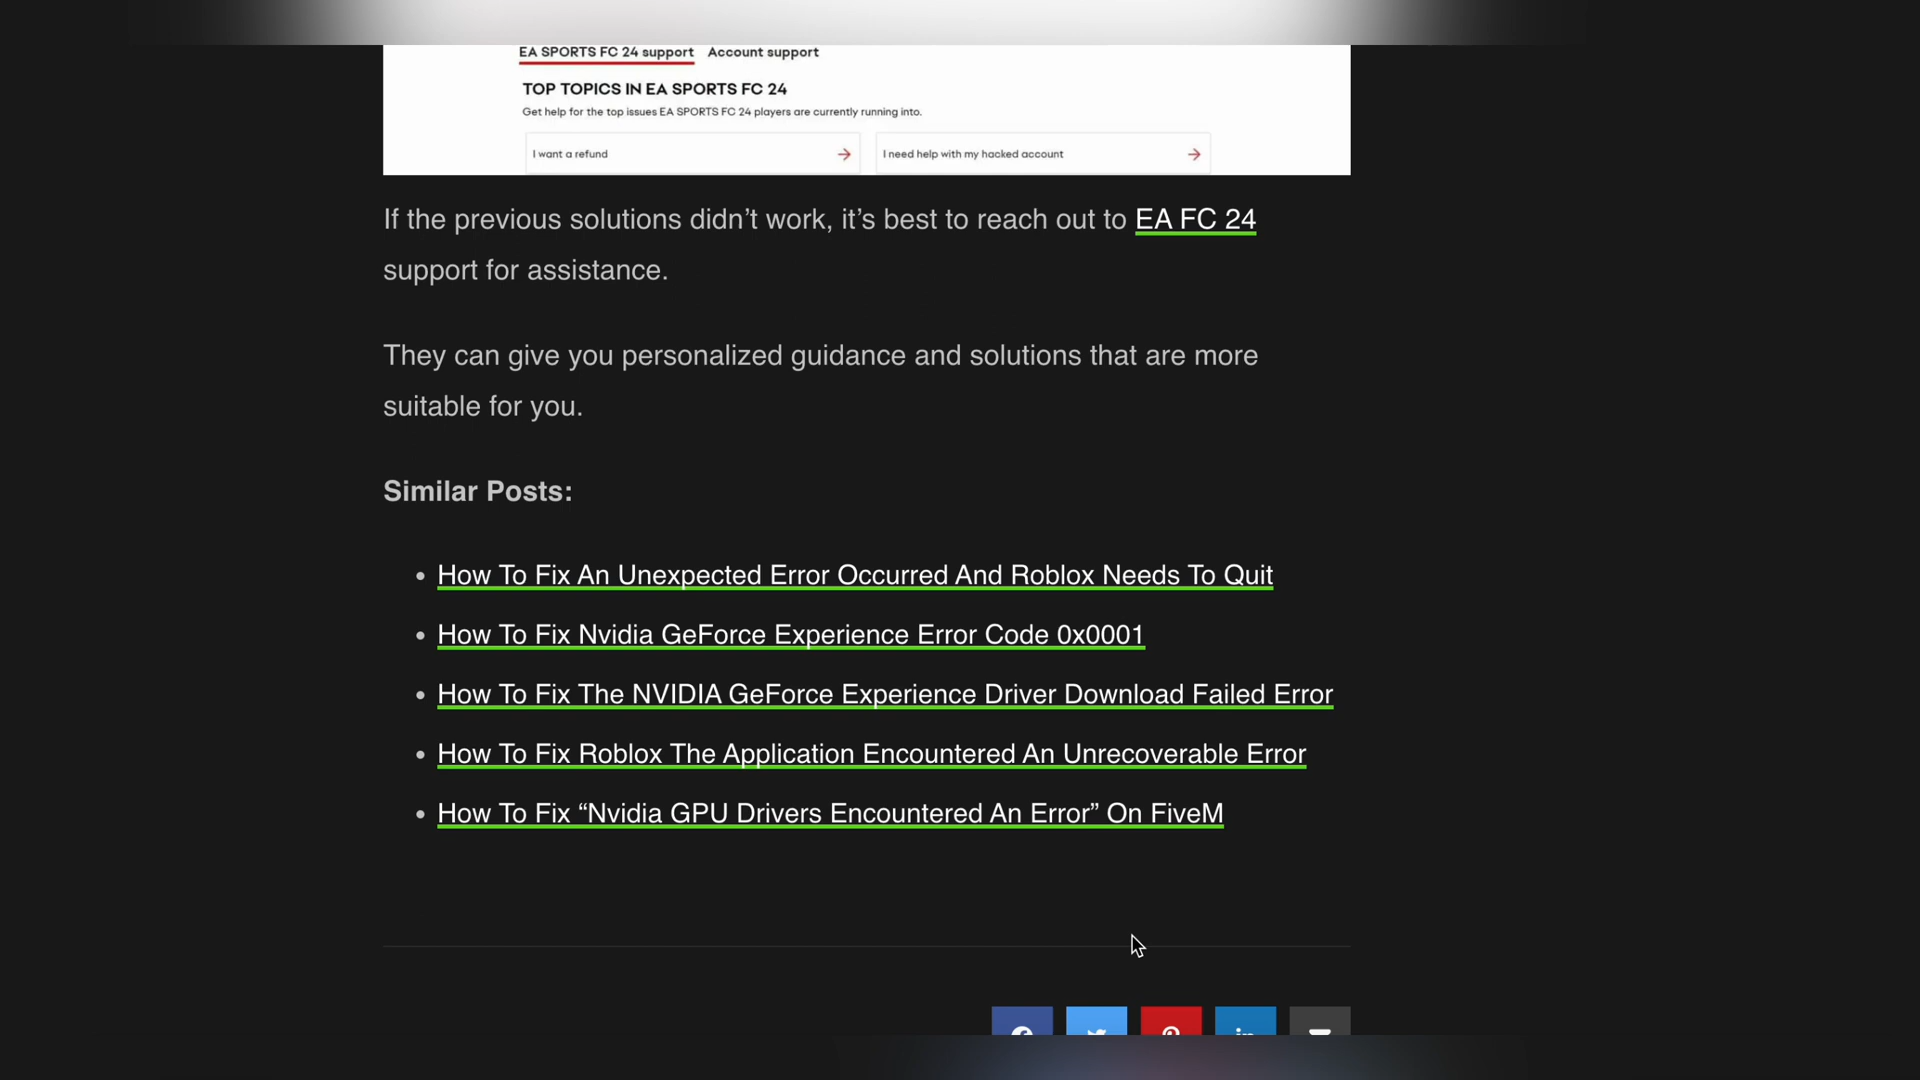 EA SPORTS FC 24 support Account support
TOP TOPICS IN EA SPORTS FC 24
Get help for the top issues EA SPORTS FC 24 players are currently running into.
I want a refund
I need help with my hacked account
If the previous solutions didn’t work, it’s best to reach out to EA FC 24
support for assistance.
They can give you personalized guidance and solutions that are more
suitable for you.
Similar Posts:
How To Fix An Unexpected Error Occurred And Roblox Needs To Quit
How To Fix Nvidia GeForce Experience Error Code 0x0001
How To Fix The NVIDIA GeForce Experience Driver Download Failed Error
How To Fix Roblox The Application Encountered An Unrecoverable Error
How To Fix “Nvidia GPU Drivers Encountered An Error” On FiveM